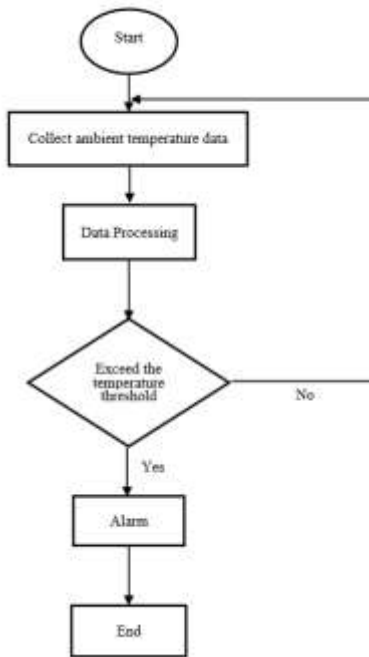 Start
Collect ambient temperature data
Data Processing
Exceed the
temperature
threshold
No
Yes
Alarm
End